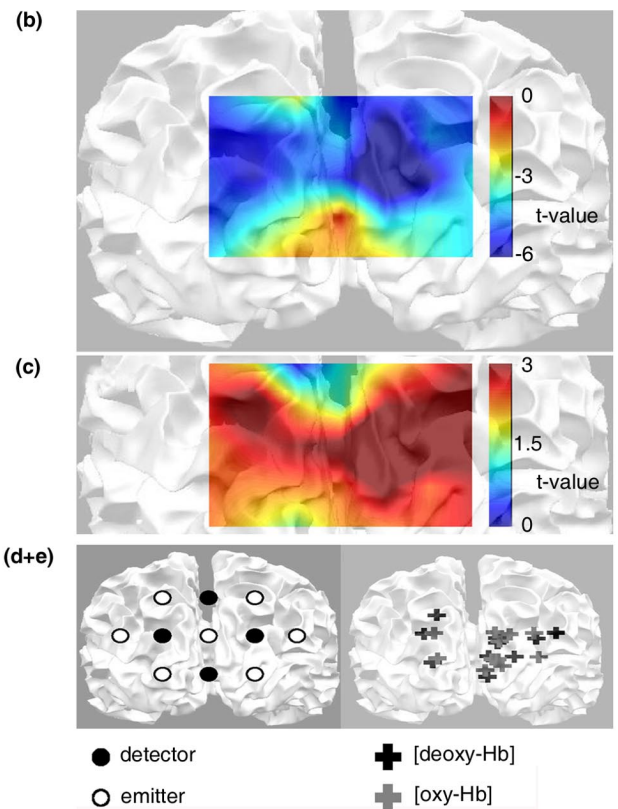 (b)
0
-3
t-value
-6
(c)
3
1.5
t-value
0
(d+e)
detector
[deoxy-Hb]
emitter
[oxy-Hb]